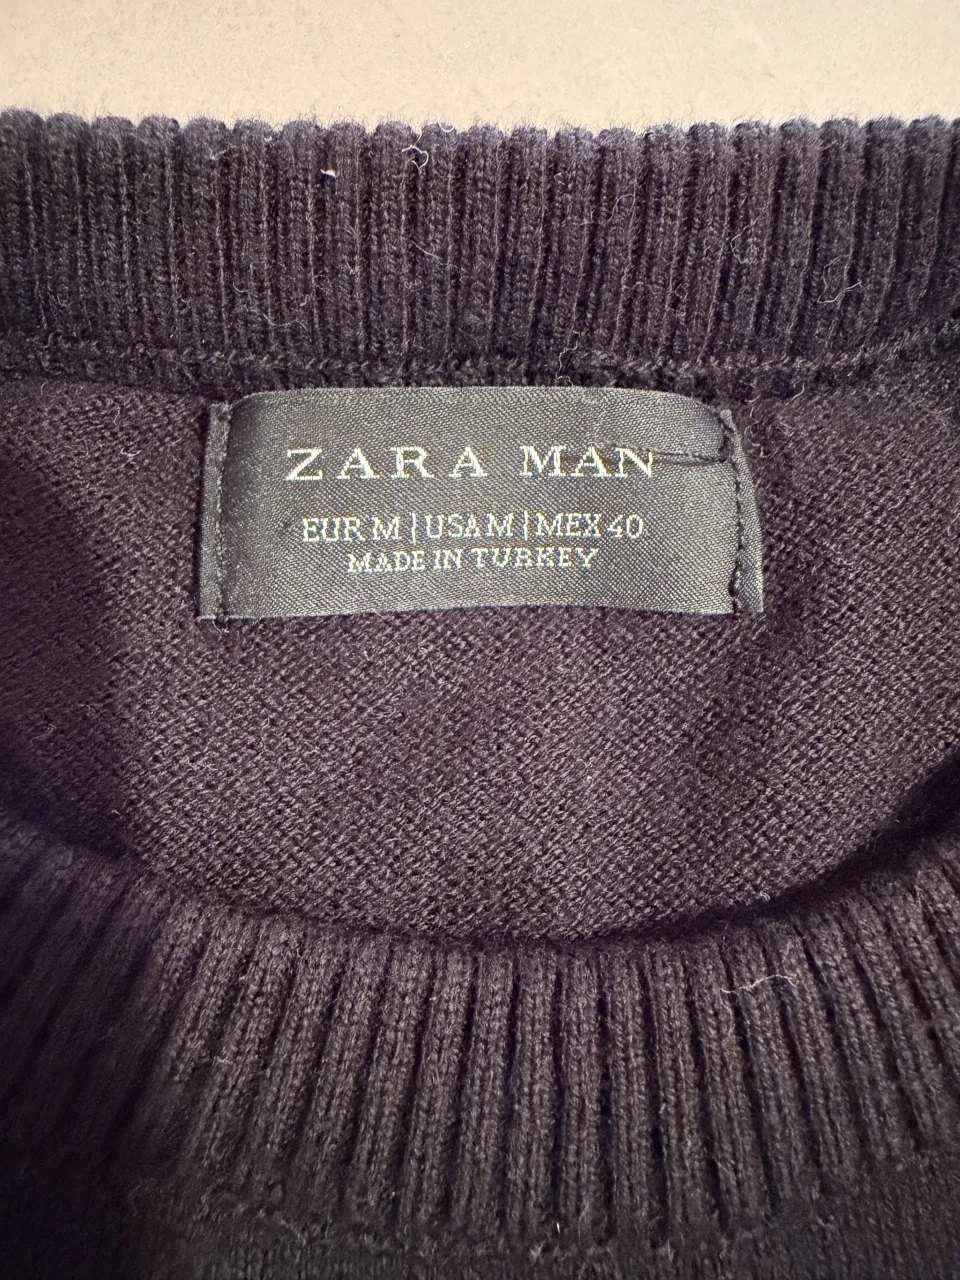 ZARA MAN
EUR M | USA M | MEX 40
MADE IN TURKEY